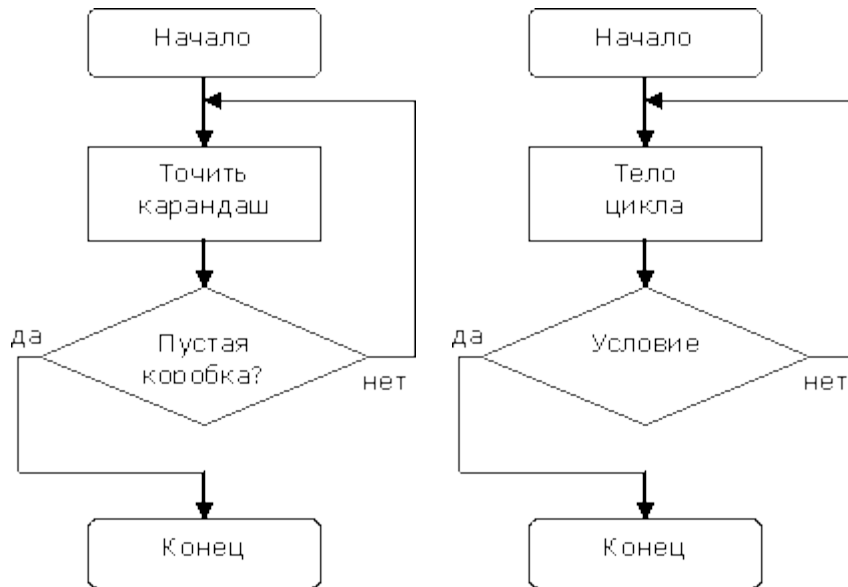 Начало
Точить
карандаш
да
Пустая
коробка?
нет
Конец
Начало
Тело
цикла
да
Условие
нет
Конец